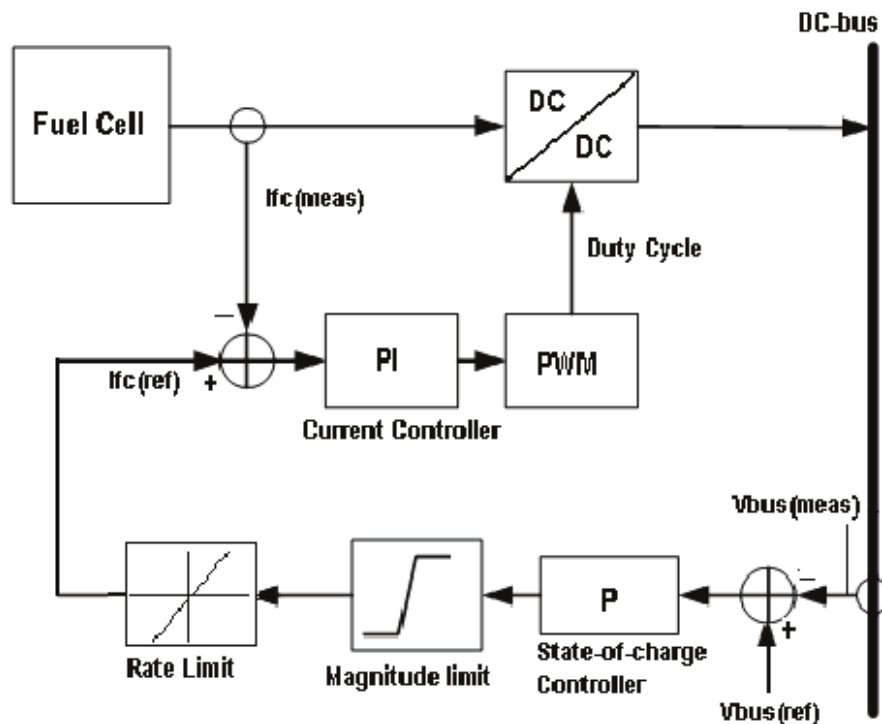 DC-bus
Fuel Cell
DC
DC
Ifc(meas)
Duty Cycle
−
PI
PWM
Ifc(ref)
+
Current Controller
Vbus(meas)
−
P
+
Rate Limit
Magnitude limit
State-of-charge
Controller
Vbus(ref)